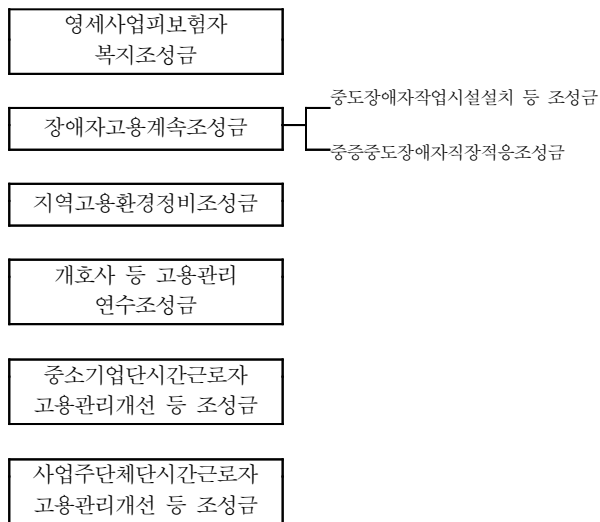 영세사업피보험자
복지조성금
장애자고용계속조성금
중도장애자작업시설설치 등 조성금
중증중도장애자직장적응조성금
지역고용환경정비조성금
개호사 등 고용관리
연수조성금
중소기업단시간근로자
고용관리개선 등 조성금
사업주단체단시간근로자
고용관리개선 등 조성금